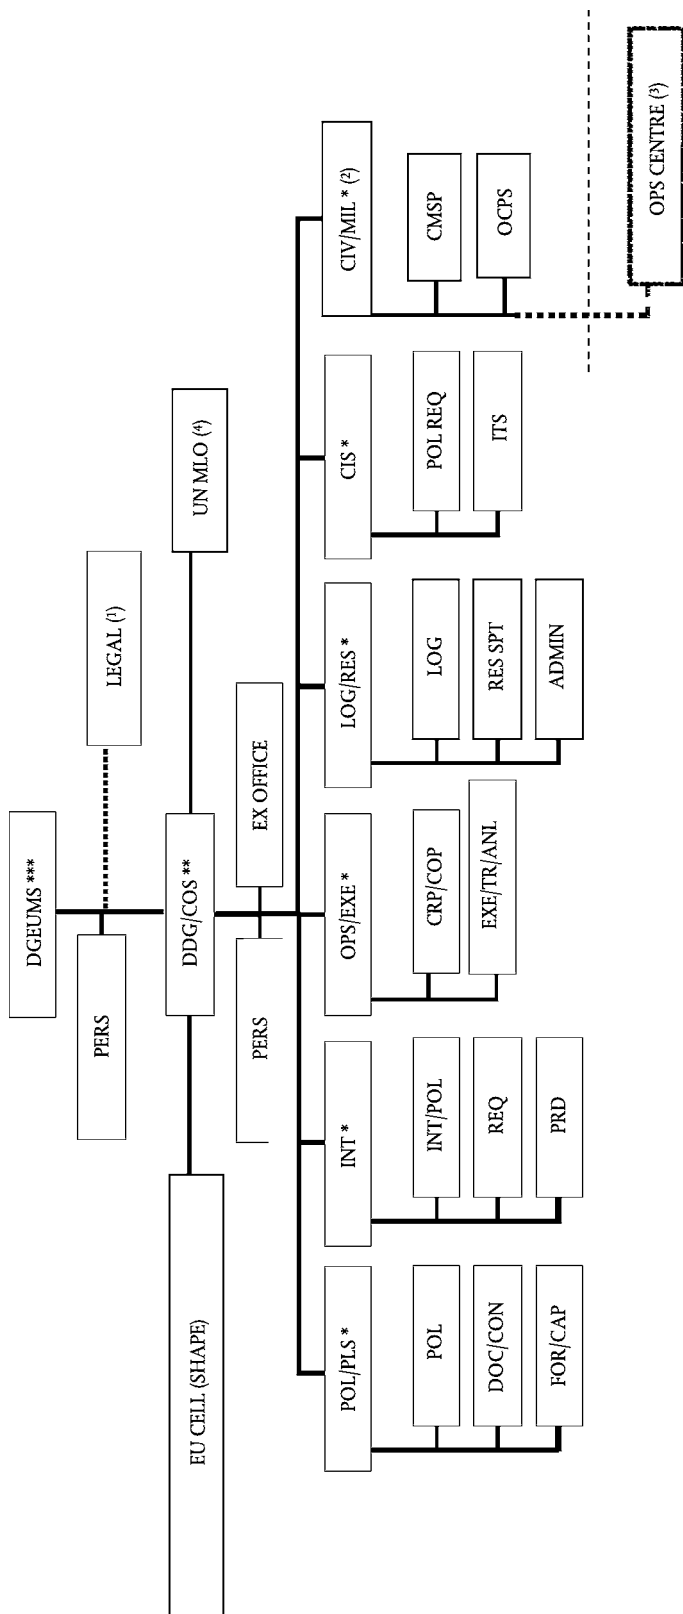 DGEUMS ***
PERS
LEGAL (¹)
EU CELL (SHAPE)
DDG/COS **
UN MLO (⁴)
PERS
EX OFFICE
POL/PLS *
POL
DOC/CON
FOR/CAP
INT *
INT/POL
REQ
PRD
OPS/EXE *
CRP/COP
EXE/TR/ANL
LOG/RES *
LOG
RES SPT
ADMIN
CIS *
POL REQ
ITS
CIV/MIL * (²)
CMSP
OCPS
OPS CENTRE (³)